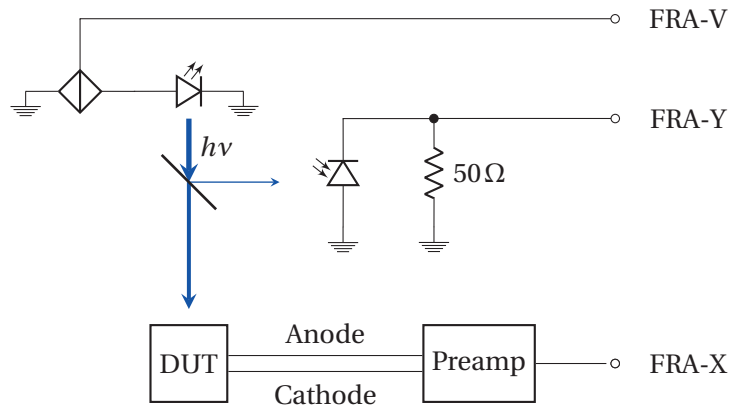 FRA-V
FRA-Y
hν
50 Ω
Anode
DUT
Preamp
FRA-X
Cathode